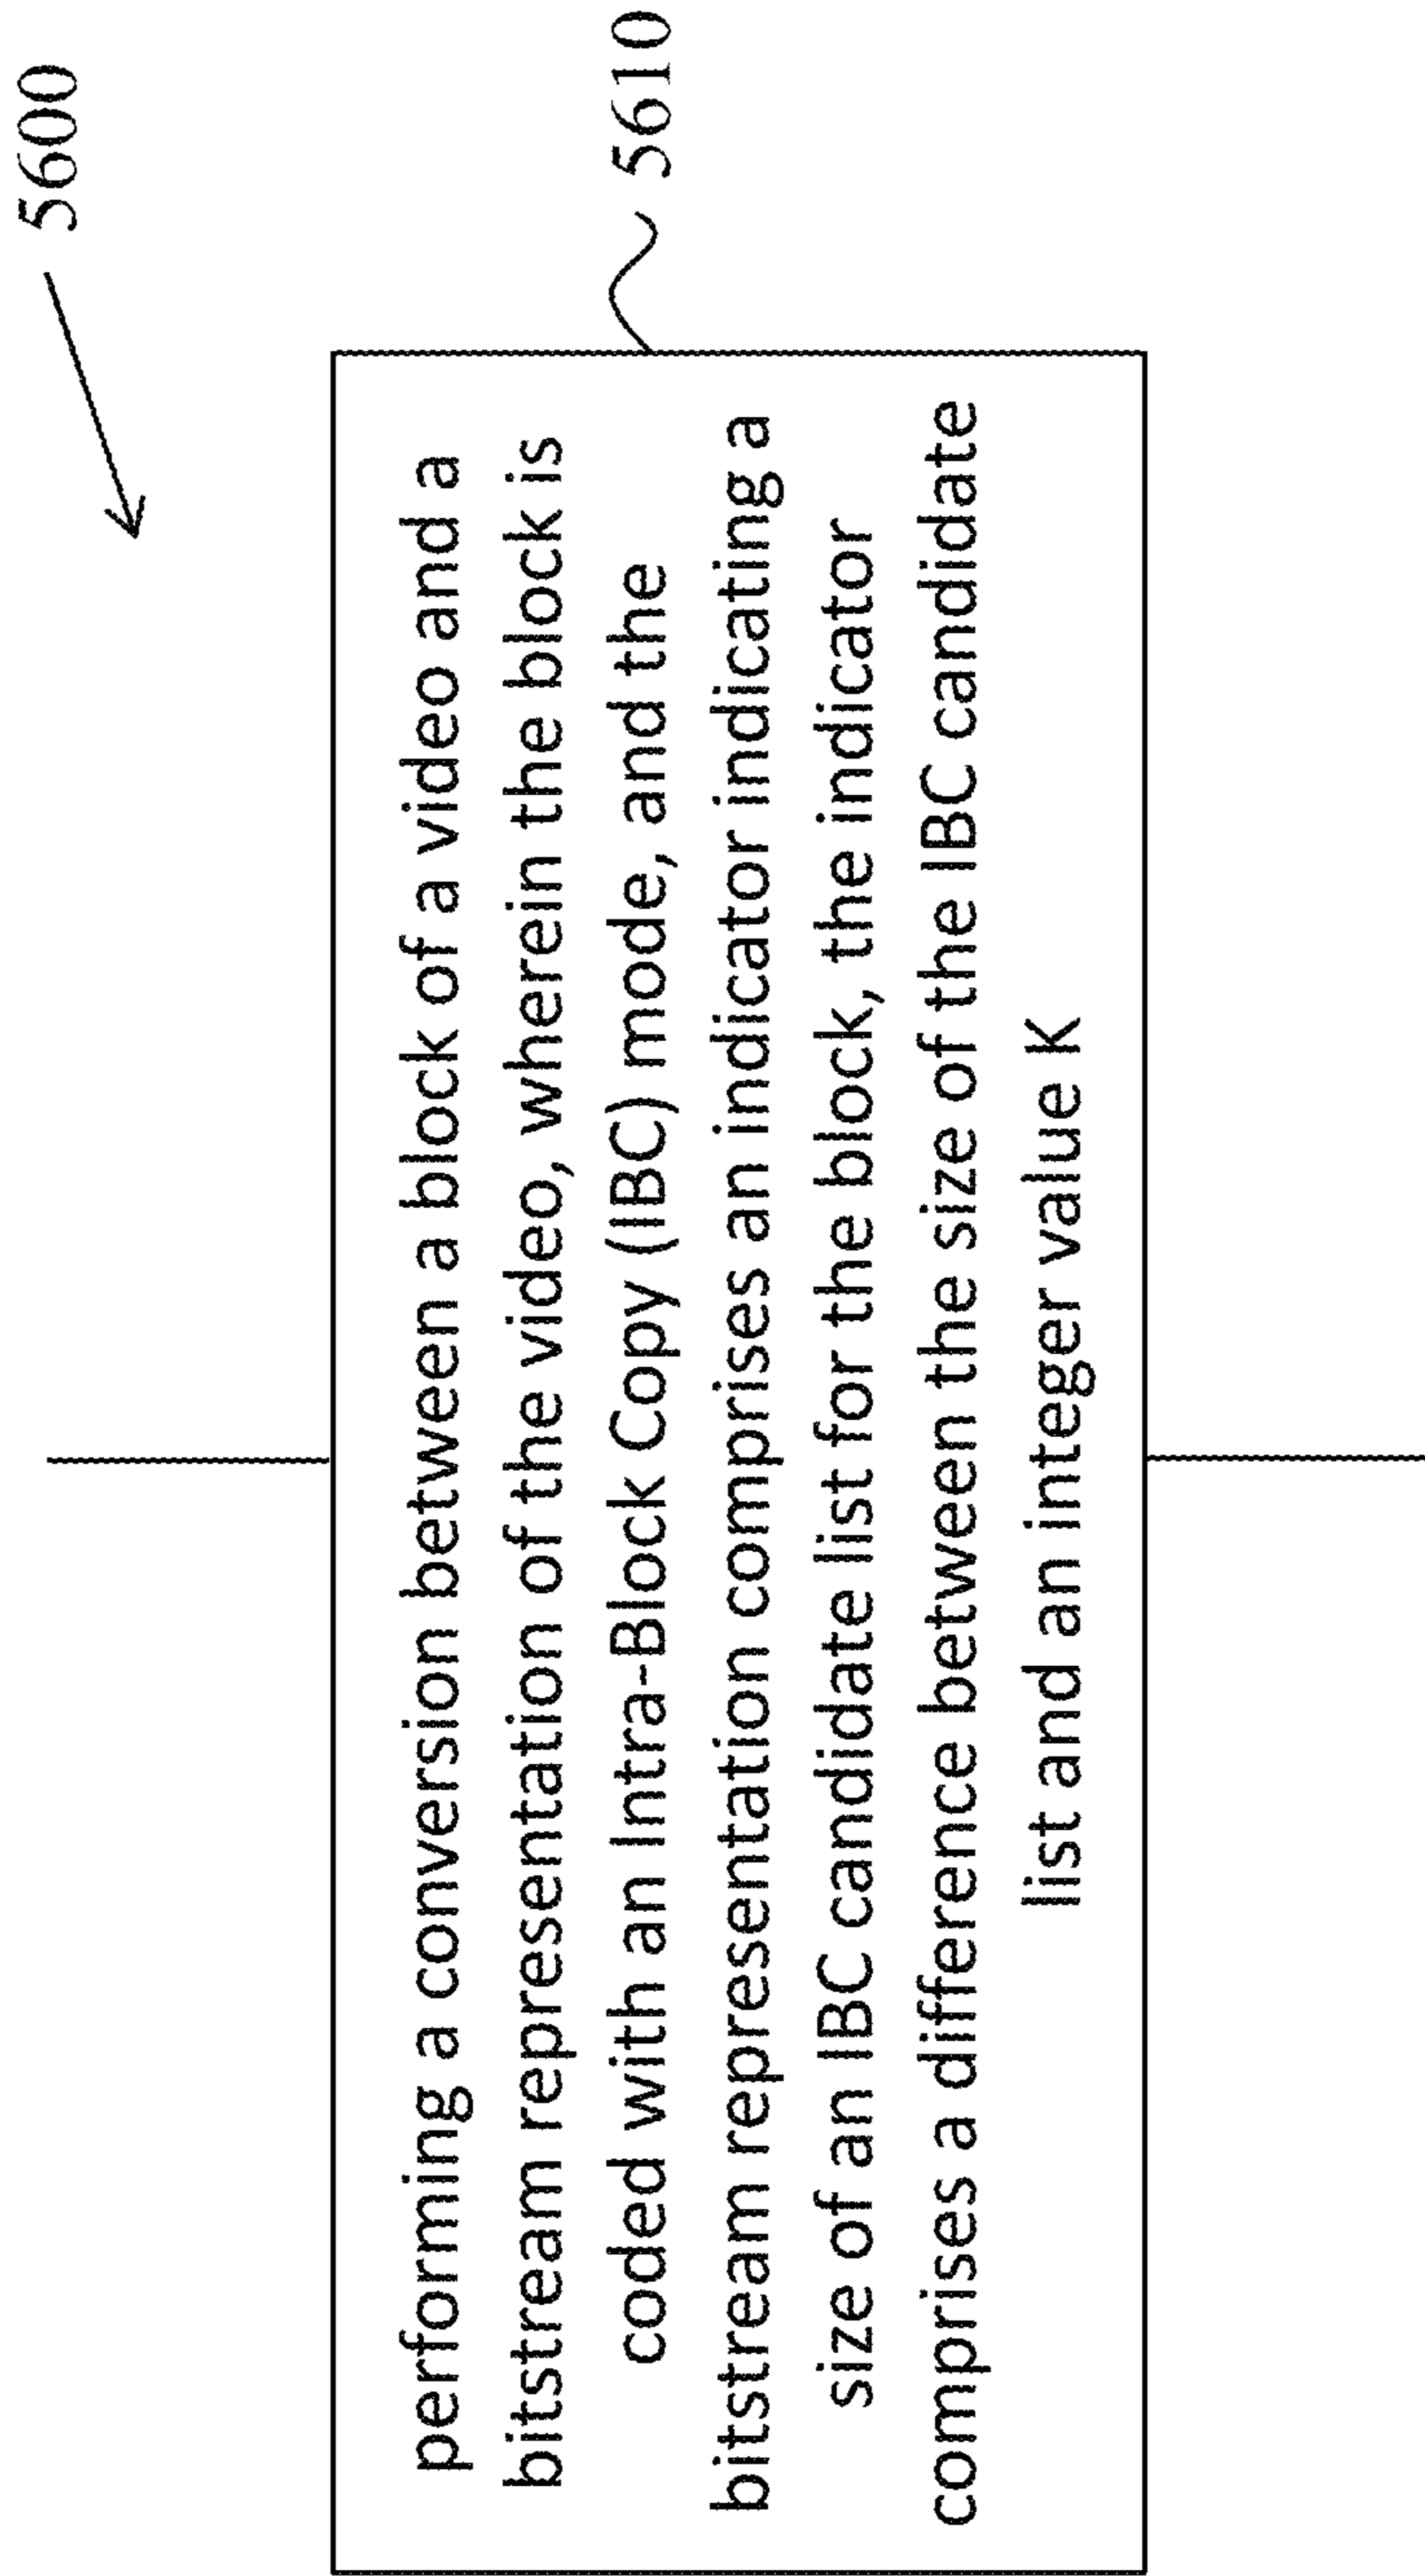 5600
5610
performing a conversion between a block of a video and a
bitstream representation of the video, wherein the block is
coded with an Intra-Block Copy (IBC) mode, and the
bitstream representation comprises an indicator indicating a
size of an IBC candidate list for the block, the indicator
comprises a difference between the size of the IBC candidate
list and an integer value K